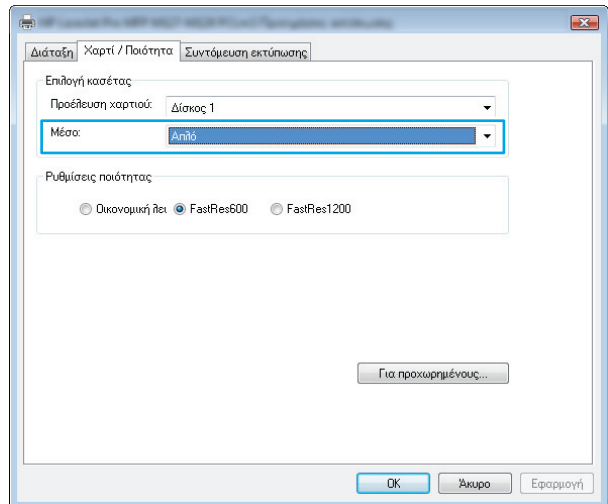 Διάταξη Χαρτί / Ποιότητα Συντόμευση εκτύπωσης
Επιλογή κασέτας
Προέλευση χαρτιού: Δίσκος 1
Μέσο: Απλό
Ρυθμίσεις ποιότητας
Οικονομική λει FastRes600 FastRes1200
Για προχωρημένους...
OK Άκυρο Εφαρμογή